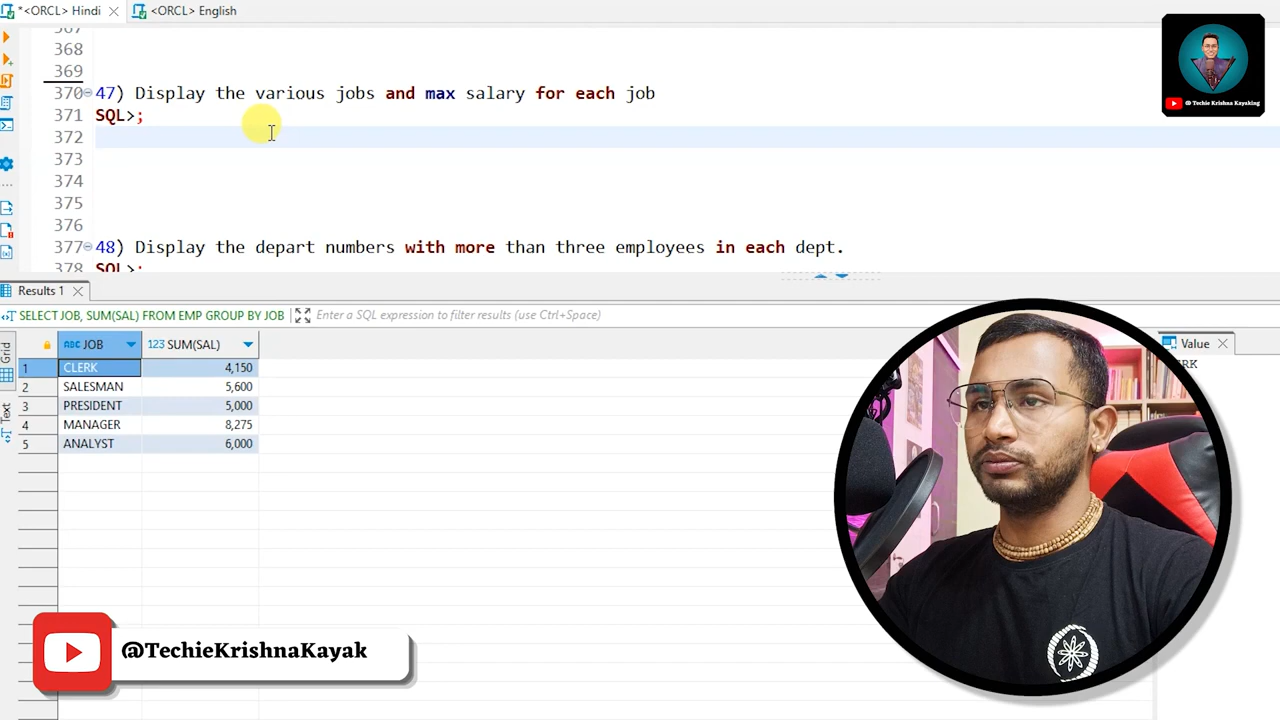 *<ORCL> Hindi
<ORCL> English
@ Techie Krishna Kayaking
368
369
370 47) Display the various jobs and max salary for each job
371 SQL>;
372
373
374
375
376
377 48) Display the depart numbers with more than three employees in each dept.
378 SQL>;
Results 1
SELECT JOB, SUM(SAL) FROM EMP GROUP BY JOB
Enter a SQL expression to filter results (use Ctrl+Space)
Grid
Text
ABC JOB
123 SUM(SAL)
Value
1 CLERK 4,150
2 SALESMAN 5,600
3 PRESIDENT 5,000
4 MANAGER 8,275
5 ANALYST 6,000
@TechieKrishnaKayak